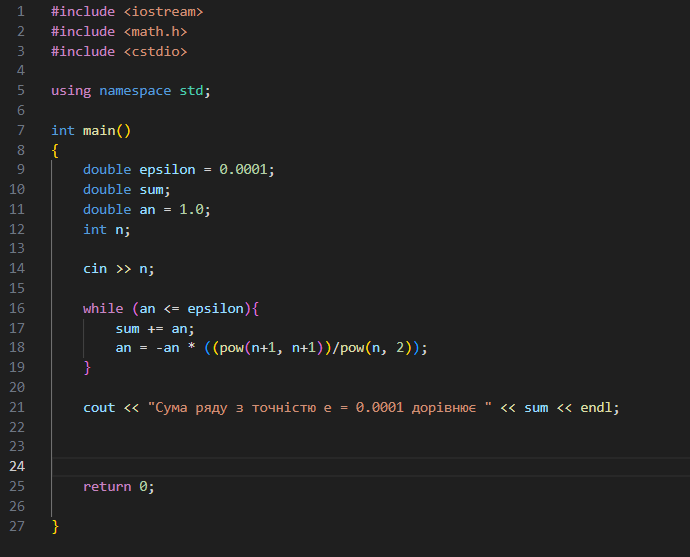 1 #include <iostream>
2 #include <math.h>
3 #include <cstdio>
4
5 using namespace std;
6
7 int main()
8 {
9 double epsilon = 0.0001;
10 double sum;
11 double an = 1.0;
12 int n;
13
14 cin >> n;
15
16 while (an <= epsilon){
17 sum += an;
18 an = -an * ((pow(n+1, n+1))/pow(n, 2));
19 }
20
21 cout << "Сума ряду з точністю е = 0.0001 дорівнює " << sum << endl;
22
23
24
25 return 0;
26
27 }